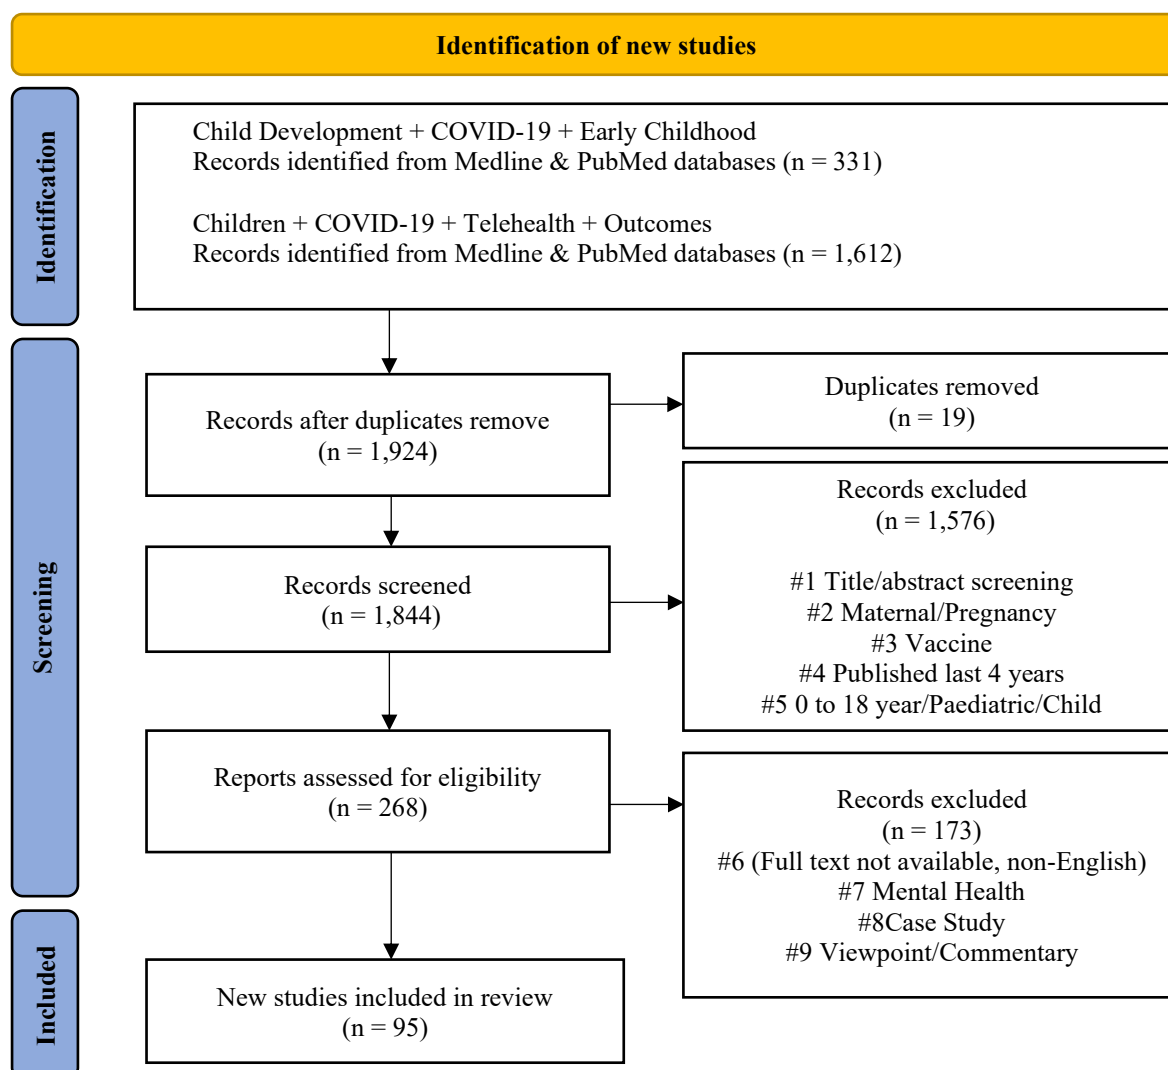 Identification of new studies
Identification
Child Development + COVID-19 + Early Childhood
Records identified from Medline & PubMed databases (n = 331)
Children + COVID-19 + Telehealth + Outcomes
Records identified from Medline & PubMed databases (n = 1,612)
Screening
Records after duplicates remove
(n = 1,924)
Duplicates removed
(n = 19)
Records screened
(n = 1,844)
Records excluded
(n = 1,576)
#1 Title/abstract screening
#2 Maternal/Pregnancy
#3 Vaccine
#4 Published last 4 years
#5 0 to 18 year/Paediatric/Child
Reports assessed for eligibility
(n = 268)
Records excluded
(n = 173)
#6 (Full text not available, non-English)
#7 Mental Health
#8Case Study
#9 Viewpoint/Commentary
Included
New studies included in review
(n = 95)